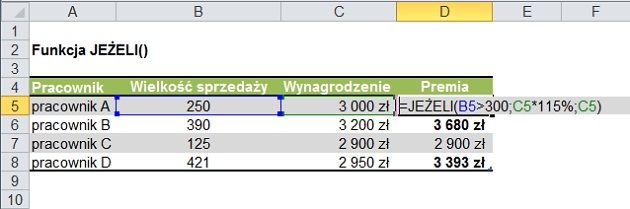 A B C D E F
1
2 Funkcja JEŻELI()
3
4 Pracownik Wielkość sprzedaży Wynagrodzenie Premia
5 pracownik A 250 3 000 zł =JEŻELI(B5>300;C5*115%;C5)
6 pracownik B 390 3 200 zł 3 680 zł
7 pracownik C 125 2 900 zł 2 900 zł
8 pracownik D 421 2 950 zł 3 393 zł
9
10